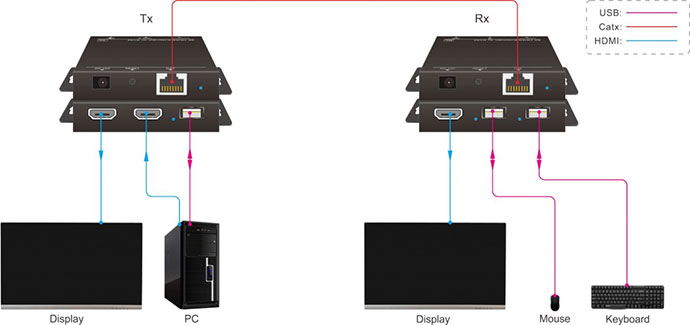 Tx
Rx
USB:
Catx:
HDMI:
Display
PC
Display
Mouse
Keyboard